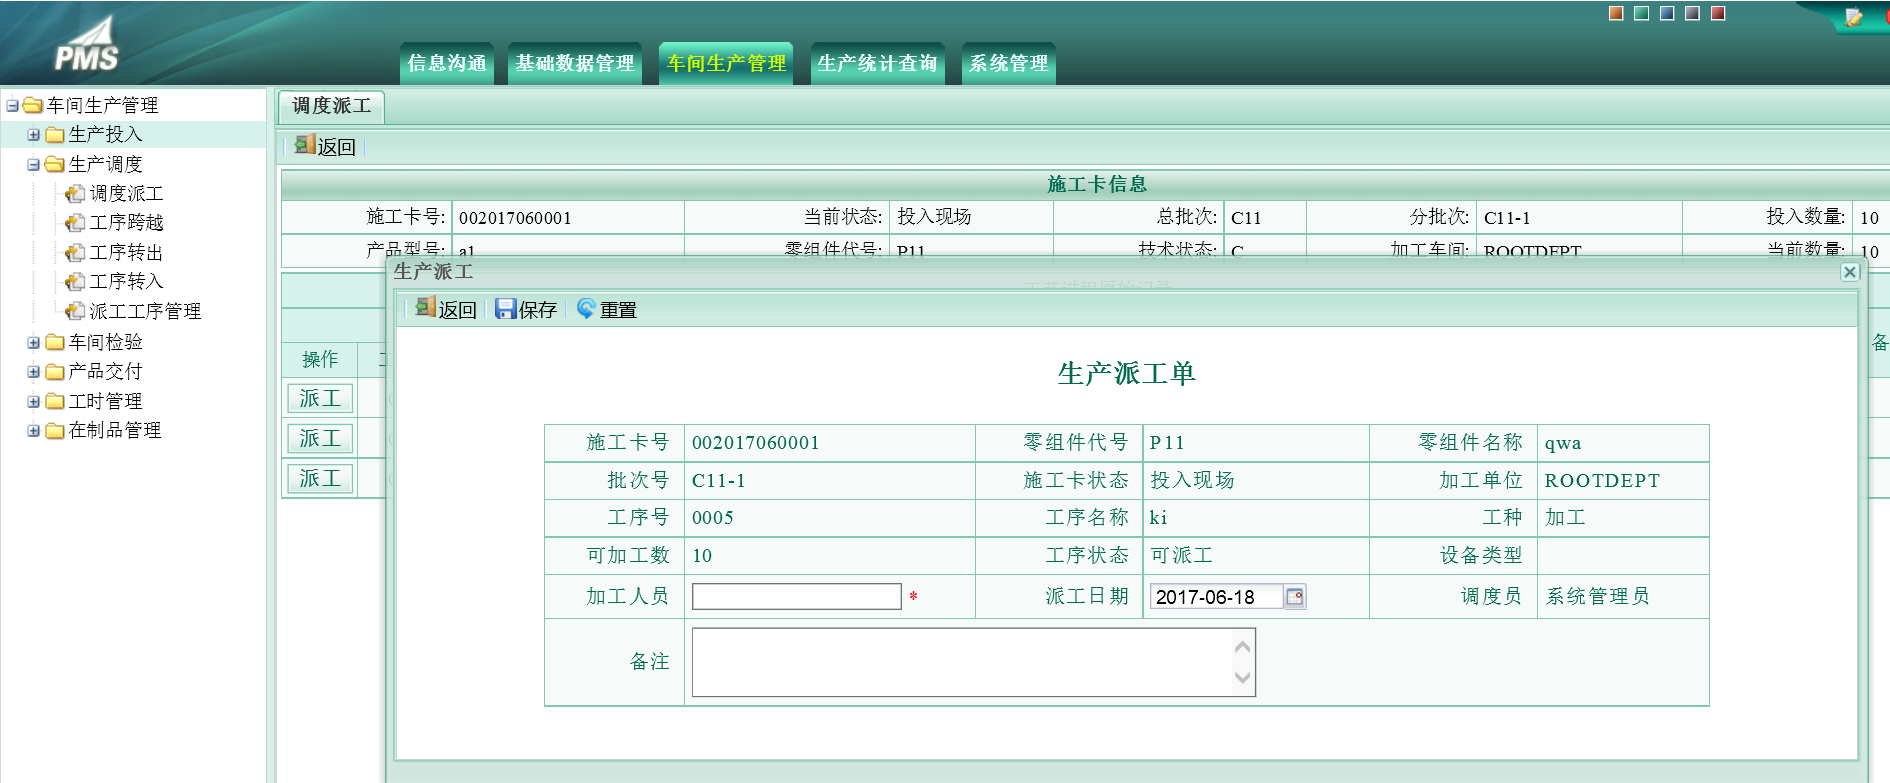 PMS
信息沟通 基础数据管理 车间生产管理 生产统计查询 系统管理
车间生产管理
生产投入
生产调度
调度派工
工序跨越
工序转出
工序转入
派工工序管理
车间检验
产品交付
工时管理
在制品管理
调度派工
返回
施工卡信息
施工卡号: 002017060001 当前状态: 投入现场 总批次: C11 分批次: C11-1 投入数量: 10
产品型号: a1 零组件代号: P11 技术状态: C 加工车间: ROOTDEPT 当前数量: 10
操作
备
派工
派工
派工
生产派工
返回 保存 重置
生产派工单
施工卡号 002017060001 零组件代号 P11 零组件名称 qwa
批次号 C11-1 施工卡状态 投入现场 加工单位 ROOTDEPT
工序号 0005 工序名称 ki 工种 加工
可加工数 10 工序状态 可派工 设备类型
加工人员 * 派工日期 2017-06-18 调度员 系统管理员
备注